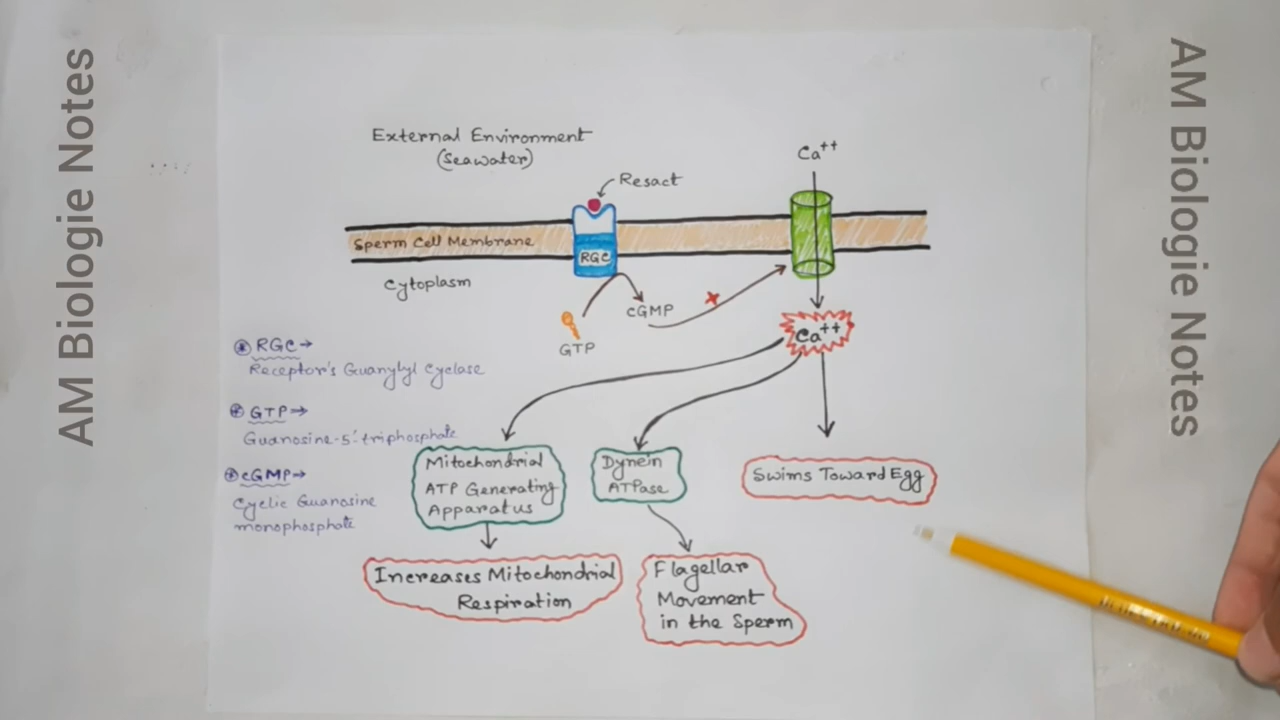 AM Biologie Notes
AM Biologie Notes
External Environment
(Seawater)
Ca++
Resact
Sperm Cell Membrane
RGC
Cytoplasm
cGMP
GTP
Ca++
RGC→
Receptor's Guanylyl Cyclase
GTP→
Guanosine-5'-triphosphate
cGMP→
Cyclic Guanosine
monophosphate
Mitochondrial
ATP Generating
Apparatus
Dynein
ATPase
Swims Toward Egg
Increases Mitochondrial
Respiration
Flagellar
Movement
in the Sperm